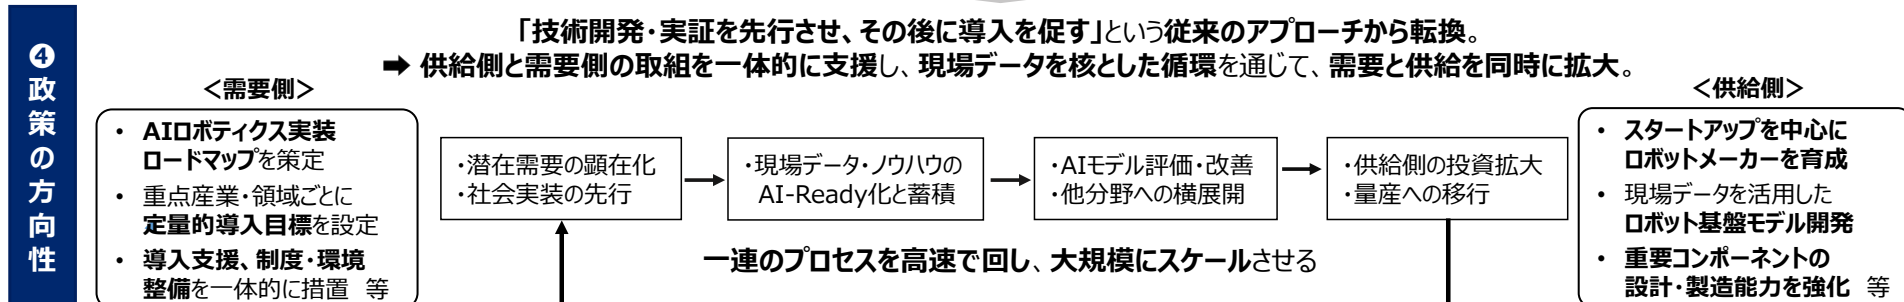 ❹政策の方向性
「技術開発・実証を先行させ、その後に導入を促す」という従来のアプローチから転換。
➡ 供給側と需要側の取組を一体的に支援し、現場データを核とした循環を通じて、需要と供給を同時に拡大。
＜需要側＞
• AIロボティクス実装
ロードマップを策定
• 重点産業・領域ごとに
定量的導入目標を設定
• 導入支援、制度・環境
整備を一体的に措置 等
・潜在需要の顕在化
・社会実装の先行
・現場データ・ノウハウの
AI-Ready化と蓄積
・AIモデル評価・改善
・他分野への横展開
・供給側の投資拡大
・量産への移行
一連のプロセスを高速で回し、大規模にスケールさせる
＜供給側＞
• スタートアップを中心に
ロボットメーカーを育成
• 現場データを活用した
ロボット基盤モデル開発
• 重要コンポーネントの
設計・製造能力を強化 等